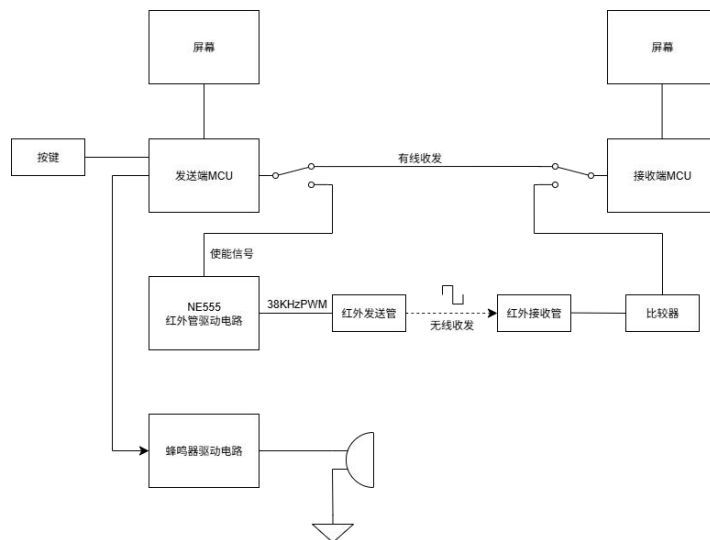 屏幕
屏幕
按键
发送端MCU
有线收发
接收端MCU
使能信号
NE555
红外管驱动电路
38KHzPWM
红外发送管
无线收发
红外接收管
比较器
蜂鸣器驱动电路